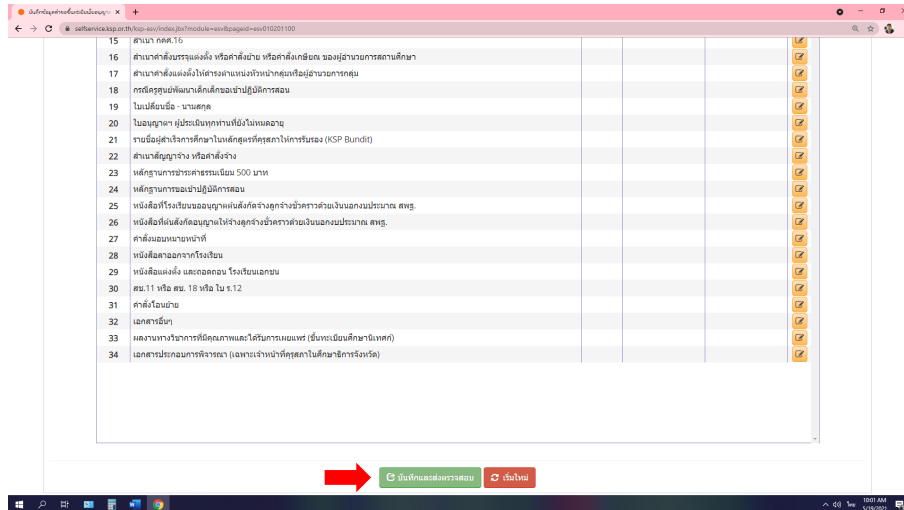 บันทึกข้อมูลคำขอขึ้นทะเบียนใบอนุญา
selfservice.ksp.or.th/ksp-esv/index.jbx?module=esv&pageid=esv010201100
15 สำเนา กคศ.16
16 สำเนาคำสั่งบรรจุแต่งตั้ง หรือคำสั่งย้าย หรือคำสั่งเกษียณ ของผู้อำนวยการสถานศึกษา
17 สำเนาคำสั่งแต่งตั้งให้ดำรงตำแหน่งหัวหน้ากลุ่มหรือผู้อำนวยการกลุ่ม
18 กรณีครูศูนย์พัฒนาเด็กเล็กขอเข้าปฏิบัติการสอน
19 ใบเปลี่ยนชื่อ - นามสกุล
20 ใบอนุญาตฯ ผู้ประเมินทุกท่านที่ยังไม่หมดอายุ
21 รายชื่อผู้สำเร็จการศึกษาในหลักสูตรที่คุรุสภาให้การรับรอง (KSP Bundit)
22 สำเนาสัญญาจ้าง หรือคำสั่งจ้าง
23 หลักฐานการชำระค่าธรรมเนียม 500 บาท
24 หลักฐานการขอเข้าปฏิบัติการสอน
25 หนังสือที่โรงเรียนขออนุญาตต้นสังกัดจ้างลูกจ้างชั่วคราวด้วยเงินนอกงบประมาณ สพฐ.
26 หนังสือที่ต้นสังกัดอนุญาตให้จ้างลูกจ้างชั่วคราวด้วยเงินนอกงบประมาณ สพฐ.
27 คำสั่งมอบหมายหน้าที่
28 หนังสือลาออกจากโรงเรียน
29 หนังสือแต่งตั้ง และถอดถอน โรงเรียนเอกชน
30 สช.11 หรือ สช. 18 หรือ ใบ ร.12
31 คำสั่งโอนย้าย
32 เอกสารอื่นๆ
33 ผลงานทางวิชาการที่มีคุณภาพและได้รับการเผยแพร่ (ขึ้นทะเบียนศึกษานิเทศก์)
34 เอกสารประกอบการพิจารณา (เฉพาะเจ้าหน้าที่คุรุสภาในศึกษาธิการจังหวัด)
บันทึกและส่งตรวจสอบ เริ่มใหม่
ไทย 10:01 AM
5/19/2021